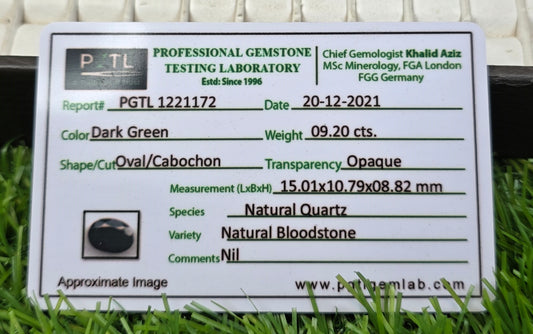 PGTL
PROFESSIONAL GEMSTONE
TESTING LABORATORY
Estd: Since 1996
Chief Gemologist Khalid Aziz
MSc Minerology, FGA London
FGG Germany
Report# PGTL 1221172 Date 20-12-2021
Color Dark Green Weight 09.20 cts.
Shape/Cut Oval/Cabochon Transparency Opaque
Measurement (LxBxH) 15.01x10.79x08.82 mm
Species Natural Quartz
Variety Natural Bloodstone
Comments Nil
Approximate Image www.pgtlgemlab.com